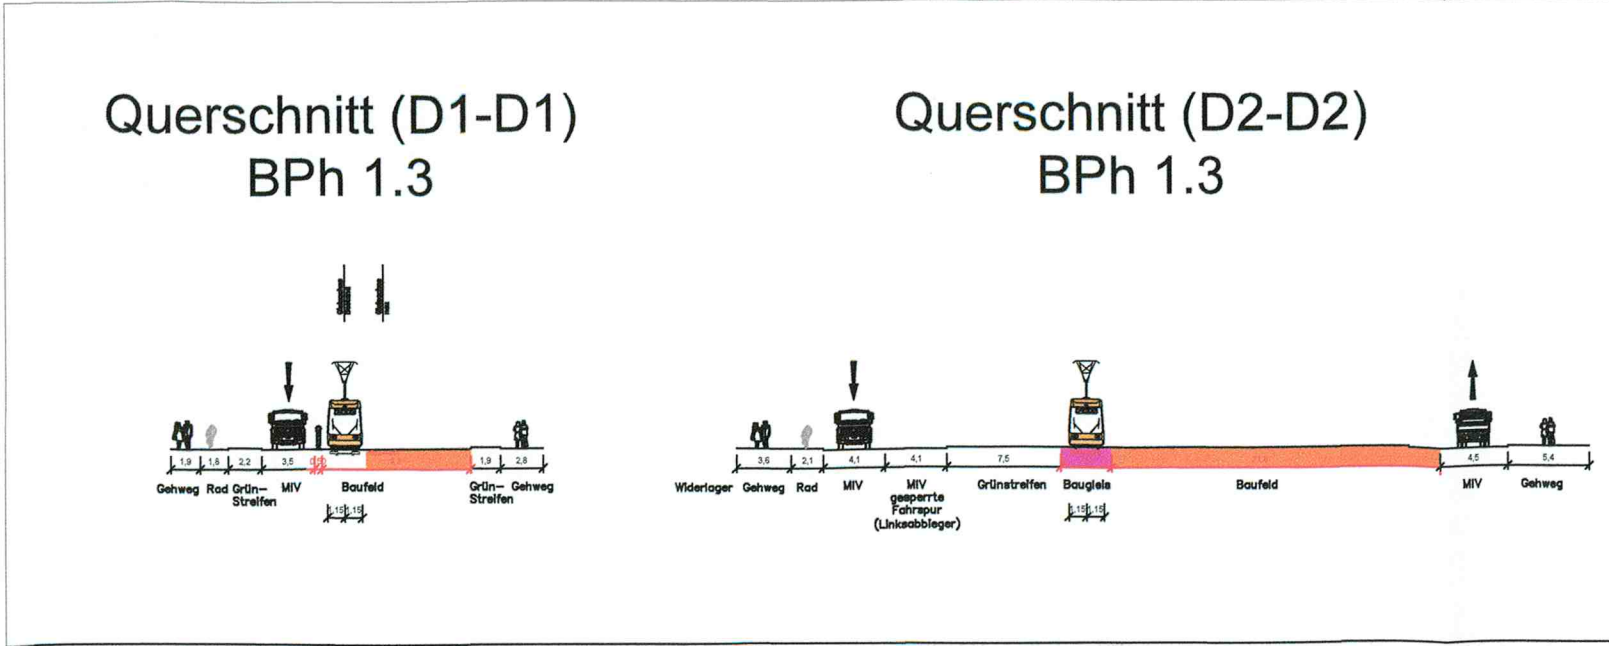 Querschnitt (D1-D1)
BPh 1.3
Querschnitt (D2-D2)
BPh 1.3
1,9 1,6 2,2 3,5 1,9 2,8
Gehweg Rad Grün-Streifen MIV Baufeld Grün-Streifen Gehweg
1,15 1,15
3,6 2,1 4,1 4,1 7,5 4,5 5,4
Widerlager Gehweg Rad MIV MIV Grünstreifen Baugleis Baufeld MIV Gehweg
gesperrte
Fahrspur
(Linksabbieger)
1,15 1,15